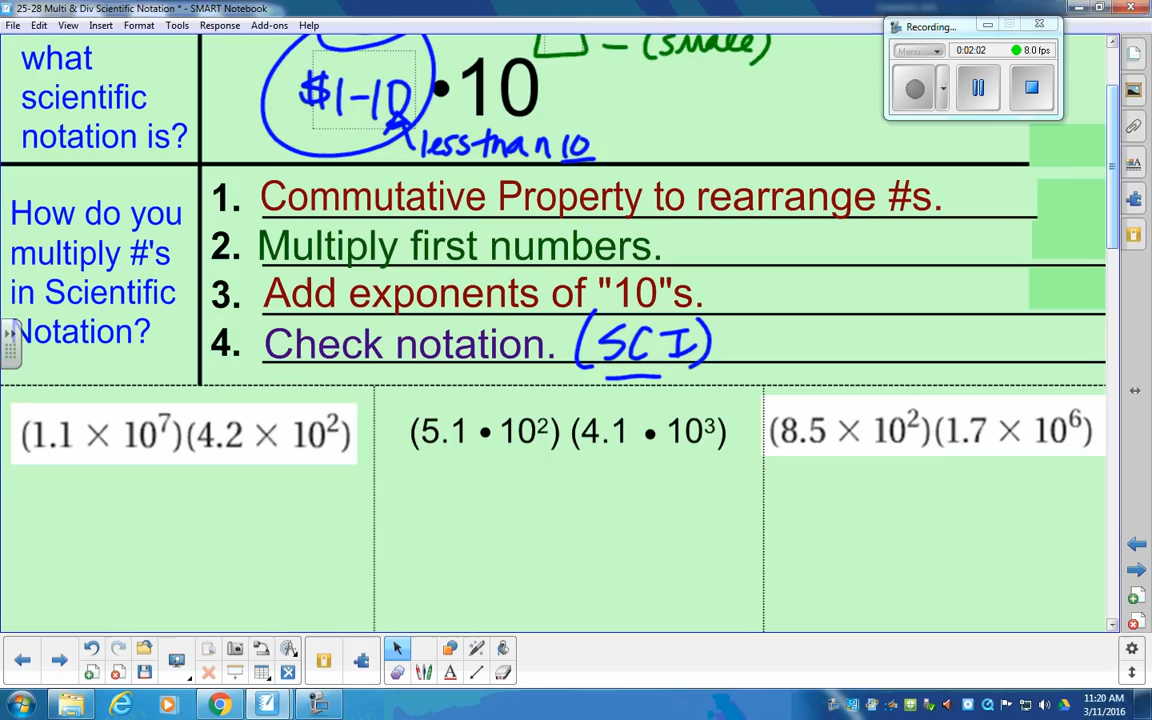 25-28 Multi & Div Scientific Notation * - SMART Notebook
File Edit View Insert Format Tools Response Add-ons Help
Recording...
Menu 00:02:02 8.0 fps
what
scientific
notation is?
- (small)
$1-10 • 10
less than 10
How do you
multiply #'s
in Scientific
Notation?
1. Commutative Property to rearrange #s.
2. Multiply first numbers.
3. Add exponents of "10"s.
4. Check notation. (SCI)
(1.1 × 10⁷)(4.2 × 10²)
(5.1 • 10²) (4.1 • 10³)
(8.5 × 10²)(1.7 × 10⁶)
11:20 AM
3/11/2016